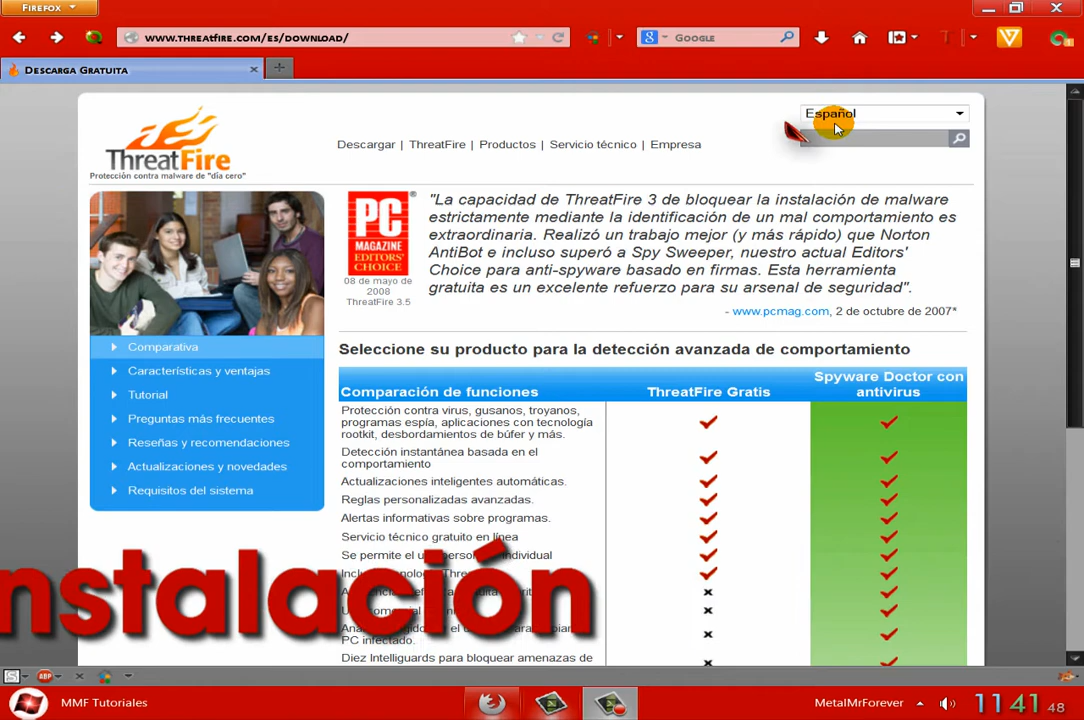 FIREFOX
WWW.THREATFIRE.COM/ES/DOWNLOAD/
GOOGLE
DESCARGA GRATUITA
Español
ThreatFire
Protección contra malware de "día cero"
Descargar | ThreatFire | Productos | Servicio técnico | Empresa
PC
MAGAZINE
EDITORS'
CHOICE
08 de mayo de
2008
ThreatFire 3.5
"La capacidad de ThreatFire 3 de bloquear la instalación de malware
estrictamente mediante la identificación de un mal comportamiento es
extraordinaria. Realizó un trabajo mejor (y más rápido) que Norton
AntiBot e incluso superó a Spy Sweeper, nuestro actual Editors'
Choice para anti-spyware basado en firmas. Esta herramienta
gratuita es un excelente refuerzo para su arsenal de seguridad".
- www.pcmag.com, 2 de octubre de 2007*
Comparativa
Características y ventajas
Tutorial
Preguntas más frecuentes
Reseñas y recomendaciones
Actualizaciones y novedades
Requisitos del sistema
Seleccione su producto para la detección avanzada de comportamiento
Comparación de funciones
ThreatFire Gratis
Spyware Doctor con
antivirus
Protección contra virus, gusanos, troyanos,
programas espía, aplicaciones con tecnología
rootkit, desbordamientos de búfer y más.
Detección instantánea basada en el
comportamiento
Actualizaciones inteligentes automáticas.
Reglas personalizadas avanzadas.
Alertas informativas sobre programas.
Servicio técnico gratuito en línea
Se permite el individual
PC infectado.
Diez Intelliguards para bloquear amenazas de
nstalación
ABP
MMF Tutoriales
MetalMrForever
11 41 48